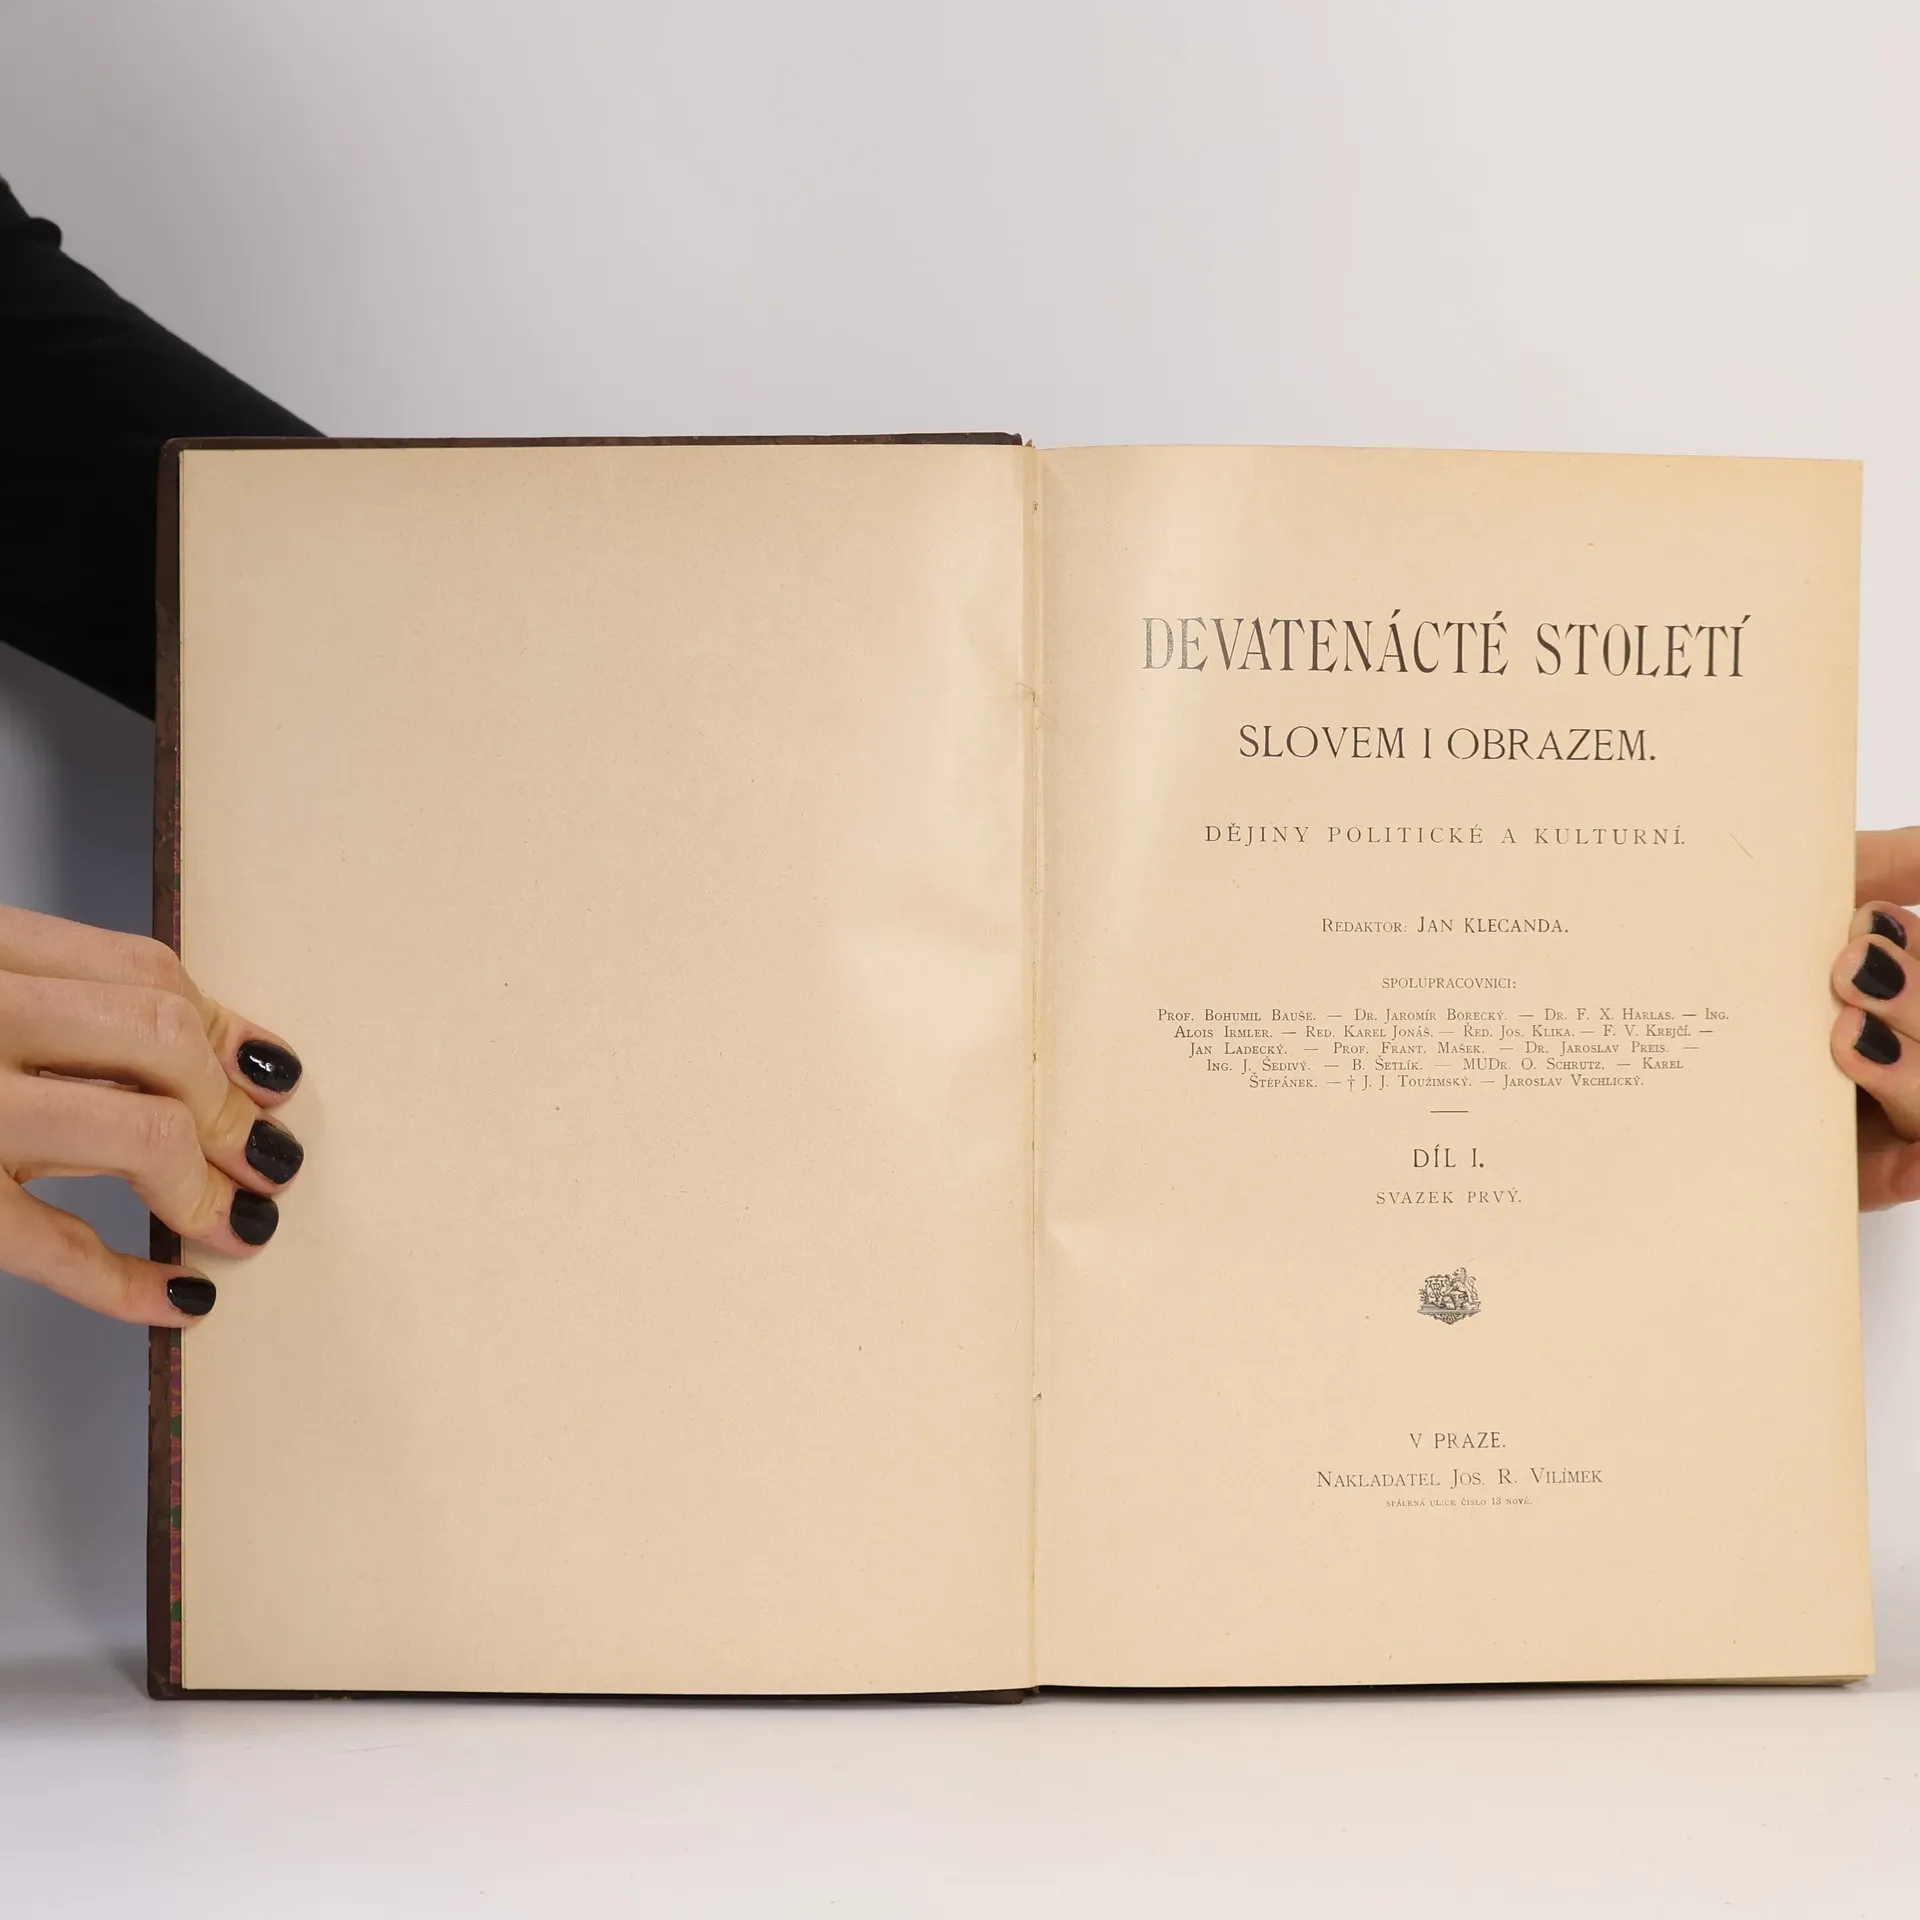 DEVATENÁCTÉ STOLETÍ
SLOVEM I OBRAZEM.
DĚJINY POLITICKÉ A KULTURNÍ.
REDAKTOR: JAN KLECANDA.
SPOLUPRACOVNICI:
PROF. BOHUMIL BAUŠE. — DR. JAROMÍR BORECKÝ. — DR. F. X. HARLAS. — ING.
ALOIS IRMLER. — RED. KAREL JONÁŠ. — ŘED. JOS. KLIKA. — F. V. KREJČÍ. —
JAN LADECKÝ. — PROF. FRANT. MAŠEK. — DR. JAROSLAV PREIS. —
ING. J. ŠEDIVÝ. — B. ŠETLÍK. — MUDR. O. SCHRUTZ. — KAREL
ŠTĚPÁNEK. — † J. J. TOUŽIMSKÝ. — JAROSLAV VRCHLICKÝ.
DÍL I.
SVAZEK PRVÝ.
V PRAZE.
NAKLADATEL JOS. R. VILÍMEK
SPÁLENÁ ULICE ČISLO 13 NOVÉ.